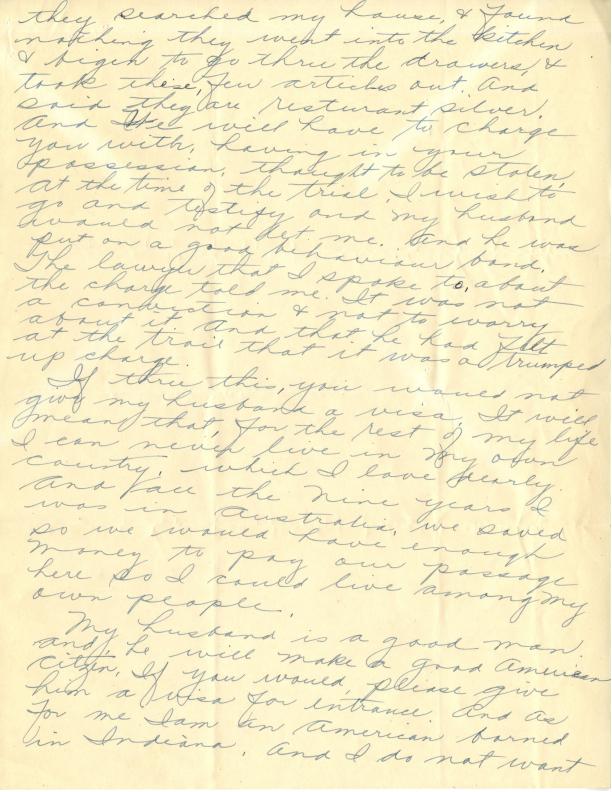 they searched my house, & found
nothing they went into the kitchen
& bigin to go thru the drawers, &
took these, few articles out. And
said they are resturant silver.
And We will have to charge
you with, having in your
possession, thought to be stolen,
at the time of the trial. I wish to
go and testify and my husband
would not let me. And he was
put on a good behaviour bond.
The lawyer that I spoke to, about
the charge told me. It was not
a conviction & not to worry
about it And that he had felt
at the trail that it was a trumped
up charge.
If thru this, you would not
give my husband a visa, It will
mean that, for the rest of my life
I can never live in my own
country, which I love dearly.
And all the nine years I
was in Australia, we saved
so we would have enough
money to pay our passage
here so I could live among my
own people.
My husband is a good man
and, he will make a good American
citizen, If you would, please give
him a visa for entrance. And as
for me I am an American borned
in Indiana. And I do not want